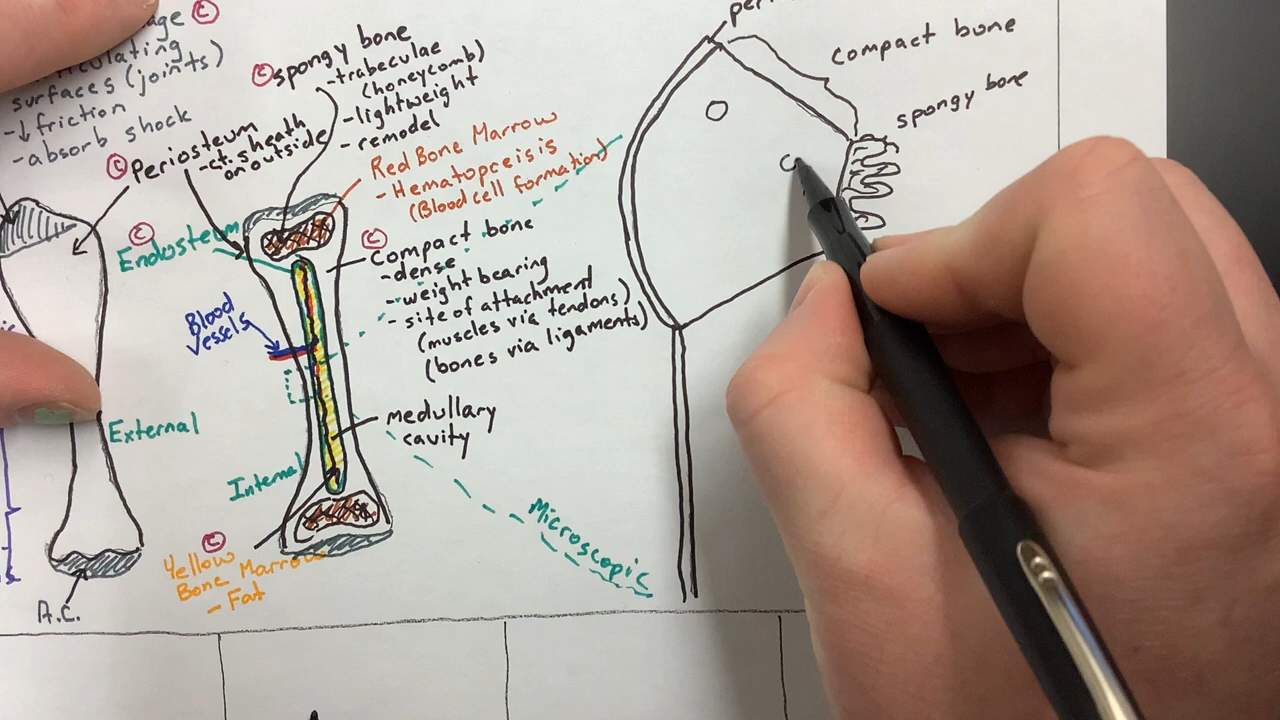 age ©
surfaces (joints)
-↓ friction
-absorb shock
© Periosteum
-ct. sheath
on outside
© spongy bone
-trabeculae
(honeycomb)
-lightweight
-remodel
Red Bone Marrow
- Hematopoeisis
(Blood cell formation)
© Endosteum
© Compact bone
-dense
-weight bearing
- site of attachment
(muscles via tendons)
(bones via ligaments)
Blood
Vessels
medullary
cavity
External
Internal
© Yellow
Bone Marrow
- Fat
A.C.
Microscopic
compact bone
spongy bone